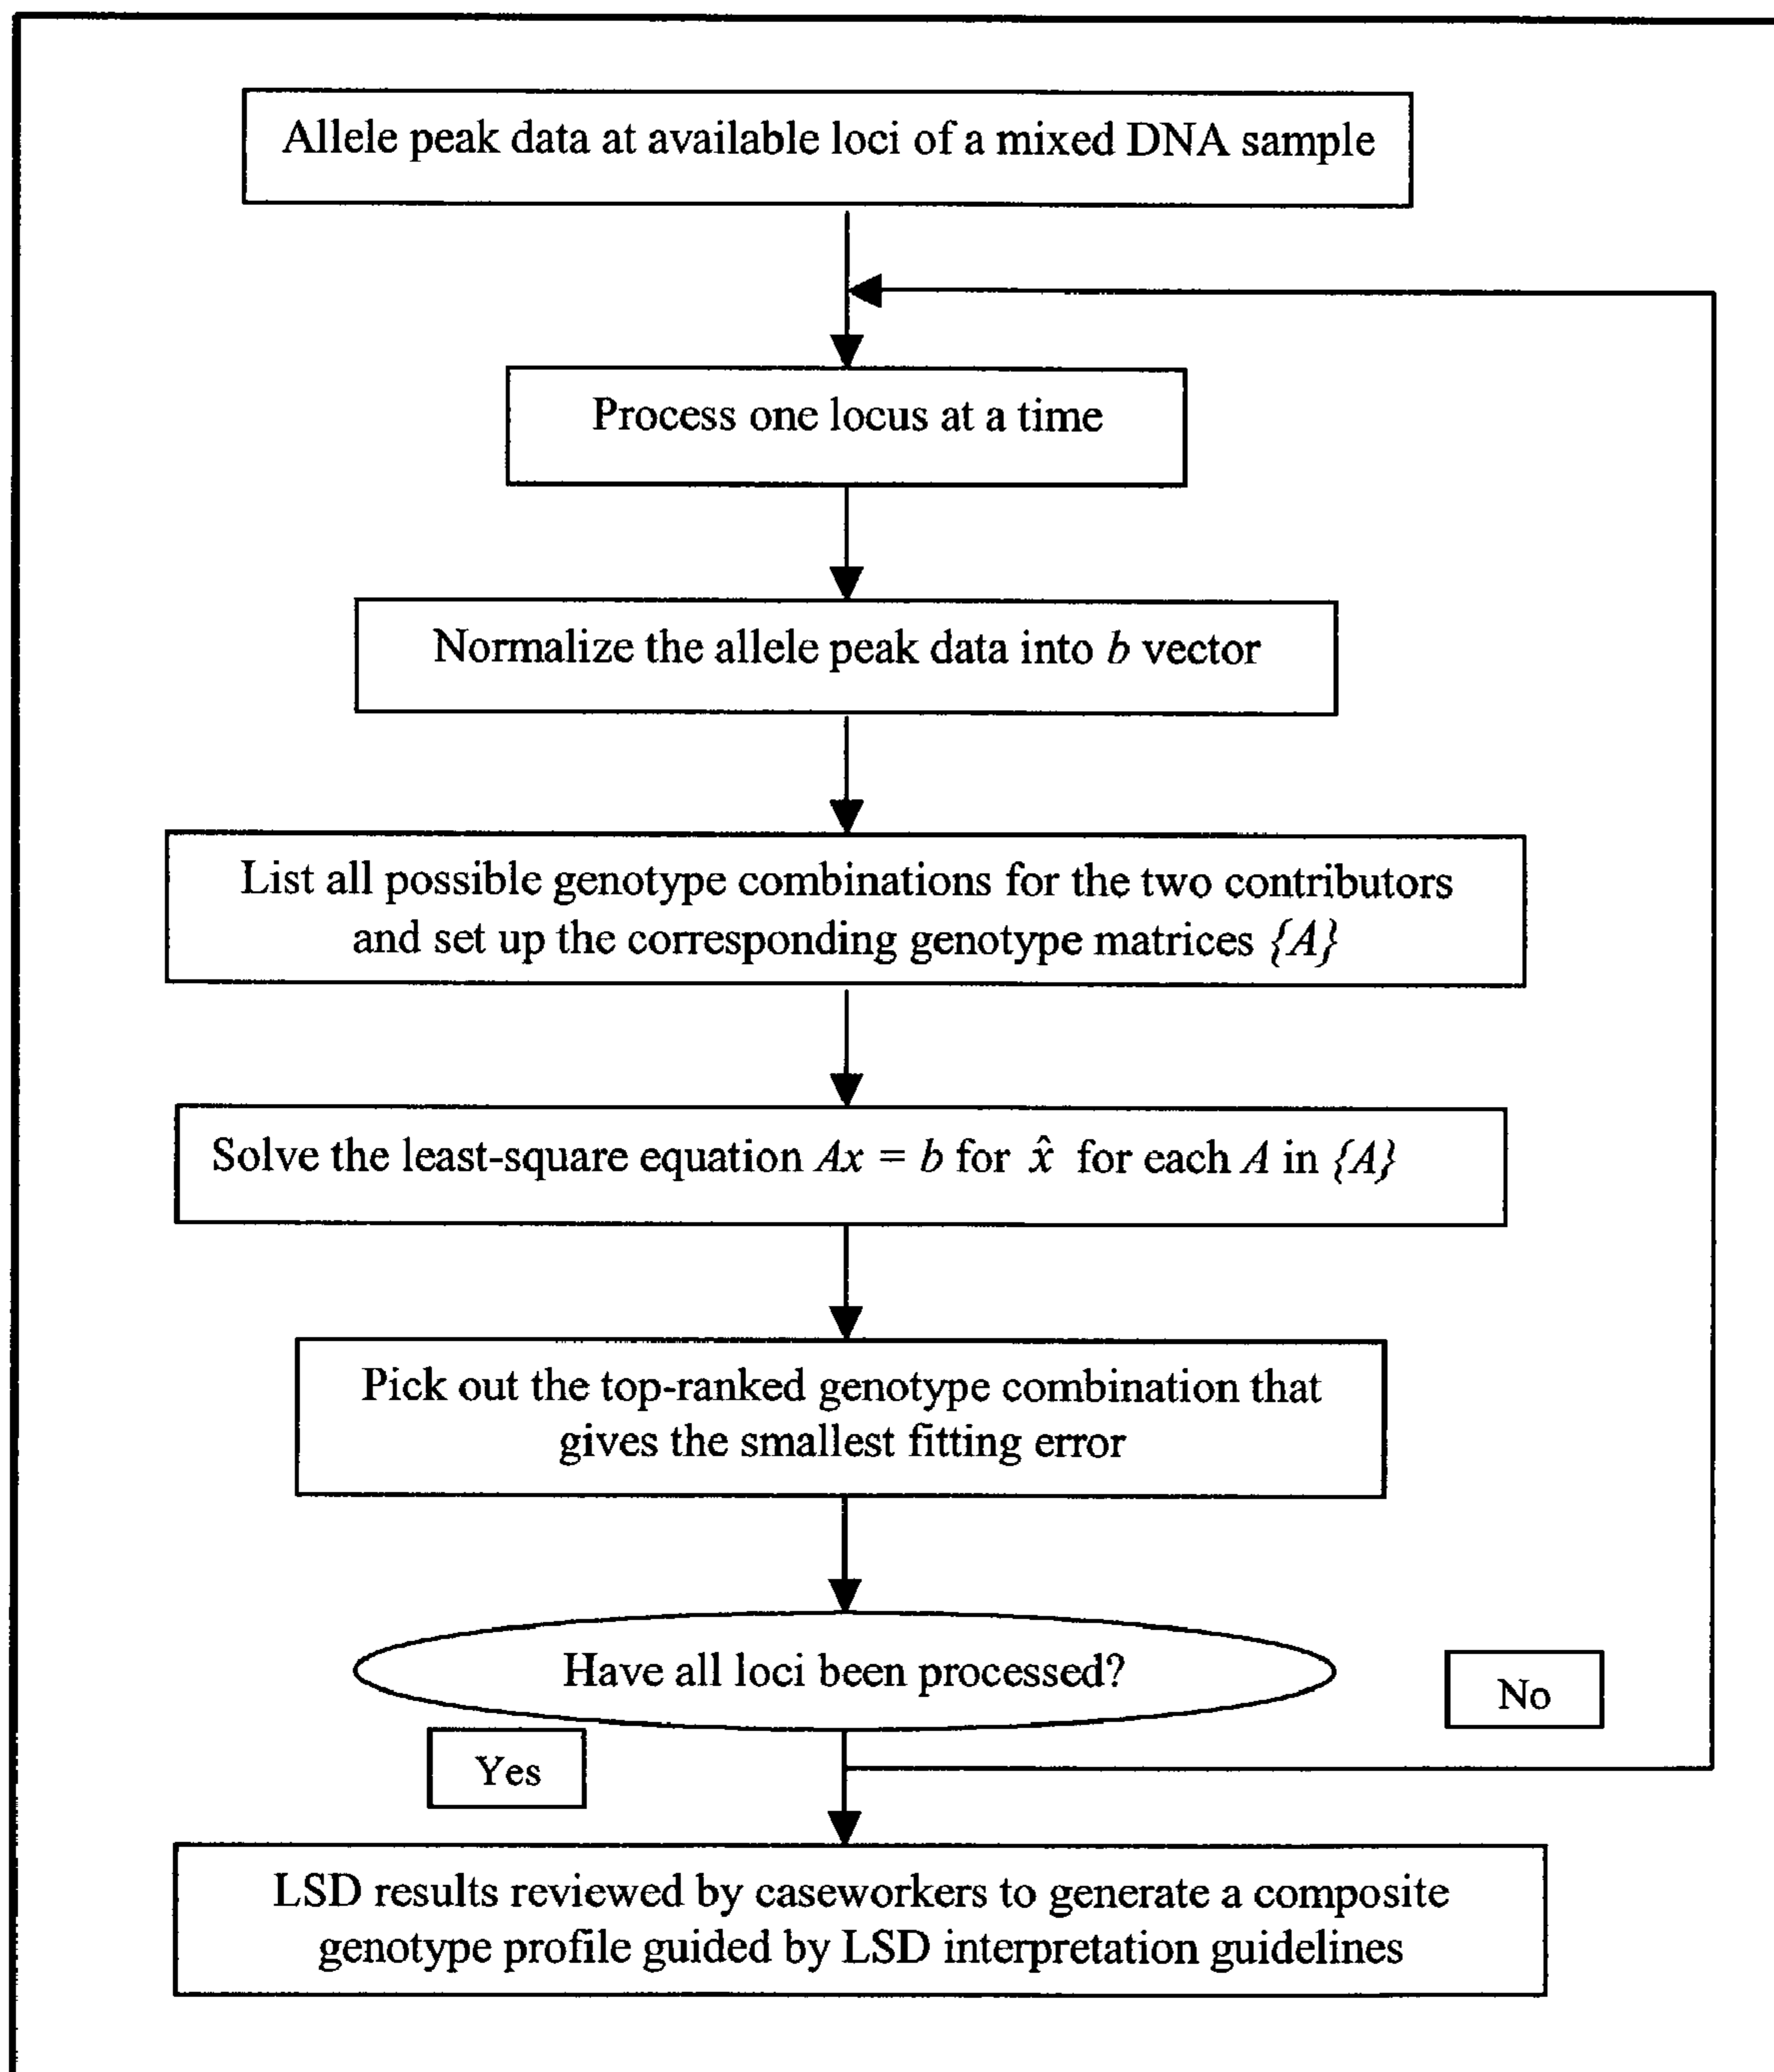 Allele peak data at available loci of a mixed DNA sample
Process one locus at a time
Normalize the allele peak data into b vector
List all possible genotype combinations for the two contributors
and set up the corresponding genotype matrices {A}
Solve the least-square equation Ax = b for x̂ for each A in {A}
Pick out the top-ranked genotype combination that
gives the smallest fitting error
Have all loci been processed?
No
Yes
LSD results reviewed by caseworkers to generate a composite
genotype profile guided by LSD interpretation guidelines